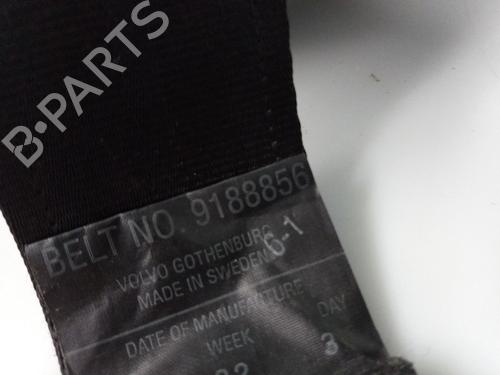 B-PARTS
BELT NO. 9188856
VOLVO GOTHENBURG
MADE IN SWEDEN 6-1
DATE OF MANUFACTURE
WEEK DAY
3